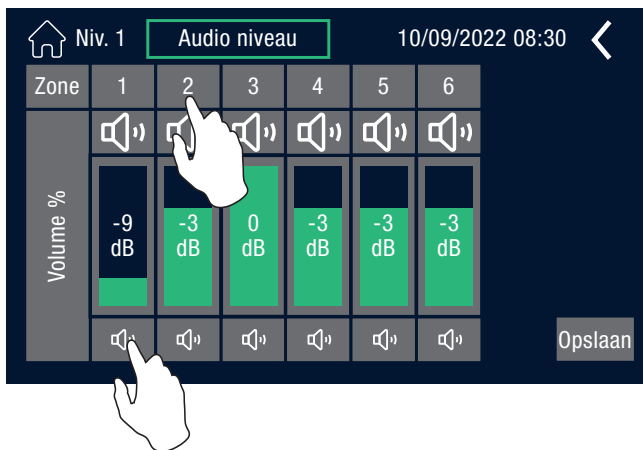 Niv. 1 Audio niveau 10/09/2022 08:30
Zone 1 2 3 4 5 6
Volume %
-9 dB
-3 dB
0 dB
-3 dB
-3 dB
-3 dB
Opslaan